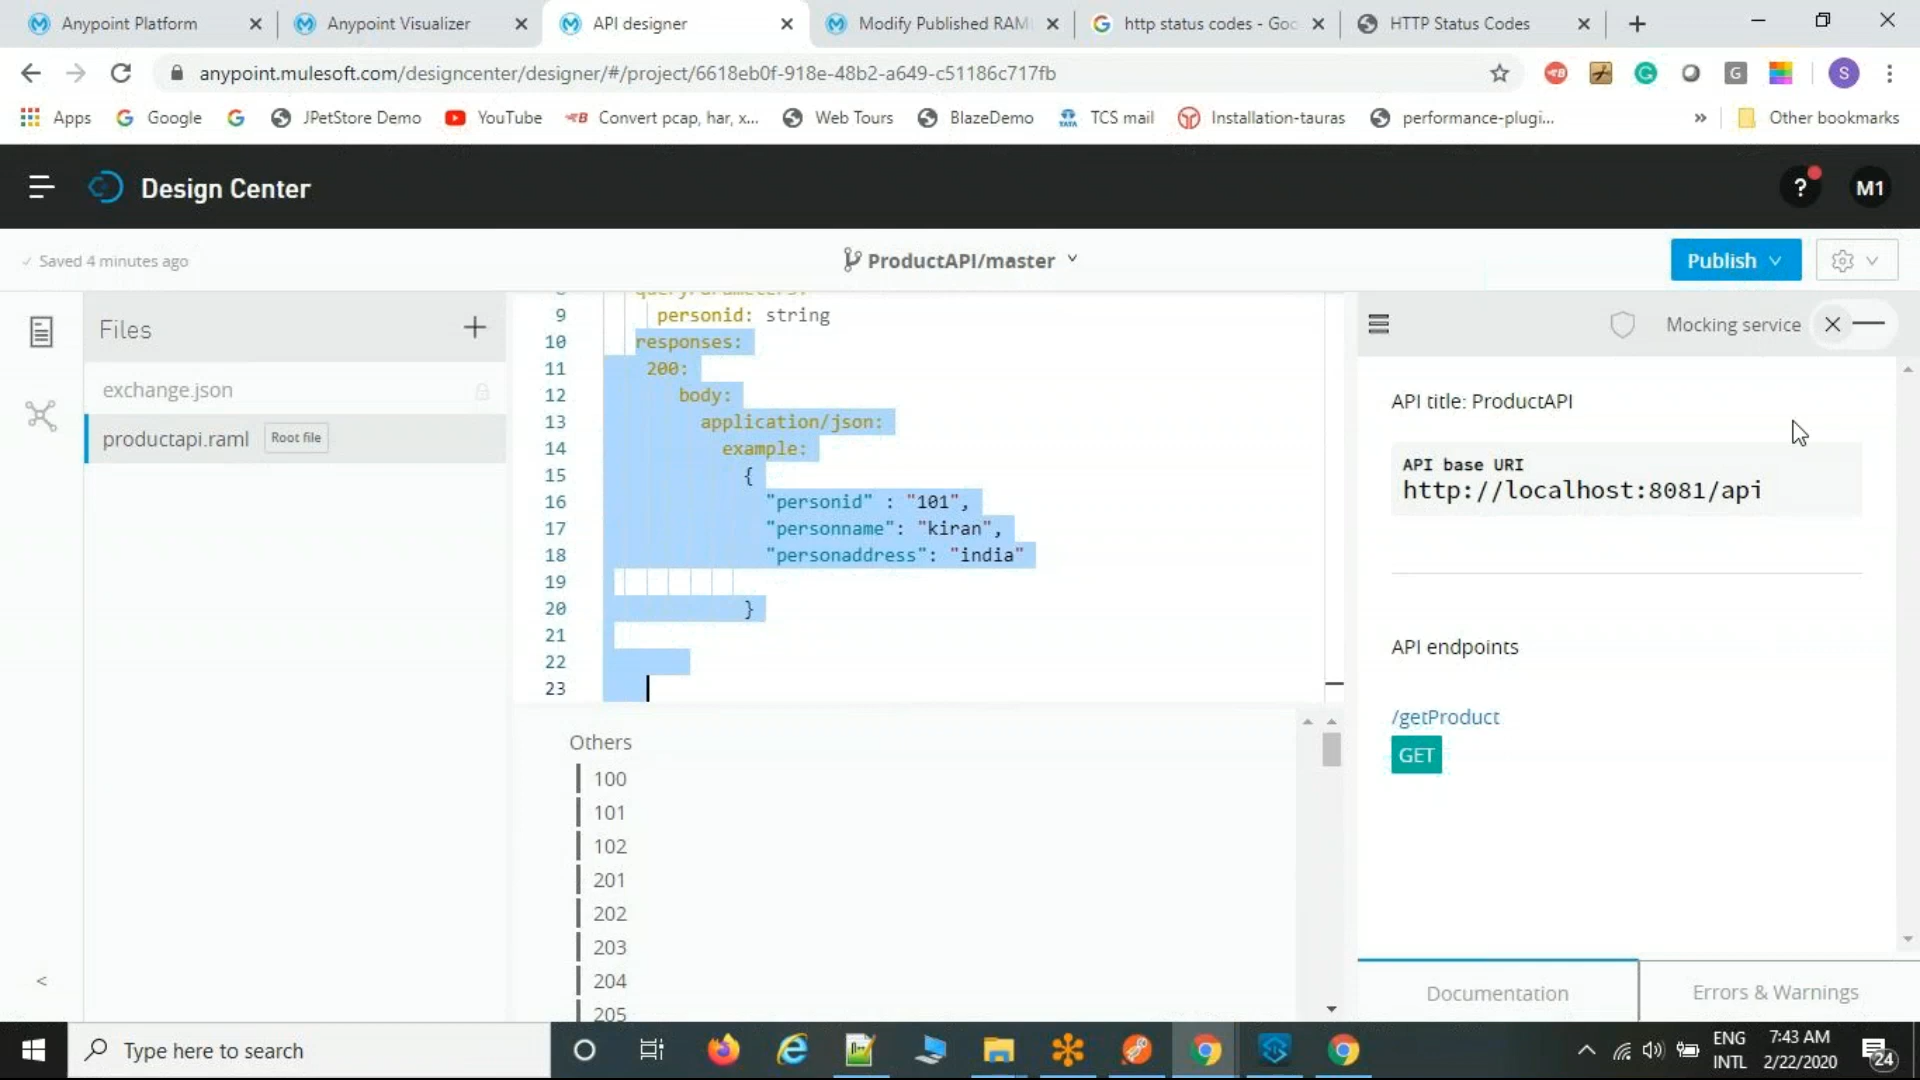 Anypoint Platform
Anypoint Visualizer
API designer
Modify Published RAML
http status codes - Goo
HTTP Status Codes
anypoint.mulesoft.com/designcenter/designer/#/project/6618eb0f-918e-48b2-a649-c51186c717fb
S
Apps
Google
JPetStore Demo
YouTube
Convert pcap, har, x...
Web Tours
BlazeDemo
TCS mail
Installation-tauras
performance-plugi...
»
Other bookmarks
Design Center
?
M1
✓ Saved 4 minutes ago
ProductAPI/master
Publish
Files
+
exchange.json
productapi.raml
Root file
9 personid: string
10 responses:
11 200:
12 body:
13 application/json:
14 example:
15 {
16 "personid" : "101",
17 "personname": "kiran",
18 "personaddress": "india"
19
20 }
21
22
23
Others
100
101
102
201
202
203
204
205
<
Mocking service
API title: ProductAPI
API base URI
http://localhost:8081/api
API endpoints
/getProduct
GET
Documentation
Errors & Warnings
Type here to search
ENG
INTL
7:43 AM
2/22/2020
24